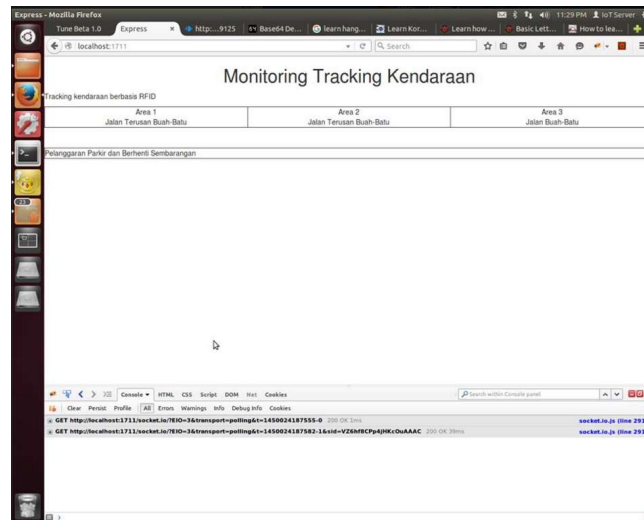 Express - Mozilla Firefox
11:29 PM IoT Server
Tune Beta 1.0
Express
http:...9125
Base64 De...
learn hang...
Learn Kor...
Learn how ...
Basic Lett...
How to lea...
localhost:1711
Search
Monitoring Tracking Kendaraan
Tracking kendaraan berbasis RFID
Area 1
Jalan Terusan Buah-Batu
Area 2
Jalan Terusan Buah-Batu
Area 3
Jalan Buah-Batu
Pelanggaran Parkir dan Berhenti Sembarangan
23
Console HTML CSS Script DOM Net Cookies
Search within Console panel
Clear Persist Profile All Errors Warnings Info Debug Info Cookies
GET http://localhost:1711/socket.io/?EIO=3&transport=polling&t=1450024187555-0 200 OK 1ms
socket.io.js (line 291
GET http://localhost:1711/socket.io/?EIO=3&transport=polling&t=1450024187582-1&sid=VZ6hf8CPp4jHKcOuAAAC 200 OK 39ms
socket.io.js (line 291